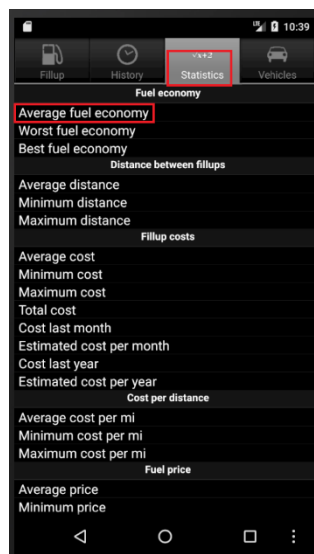 10:39
Fillup
History
√x+2
Statistics
Vehicles
Fuel economy
Average fuel economy
Worst fuel economy
Best fuel economy
Distance between fillups
Average distance
Minimum distance
Maximum distance
Fillup costs
Average cost
Minimum cost
Maximum cost
Total cost
Cost last month
Estimated cost per month
Cost last year
Estimated cost per year
Cost per distance
Average cost per mi
Minimum cost per mi
Maximum cost per mi
Fuel price
Average price
Minimum price